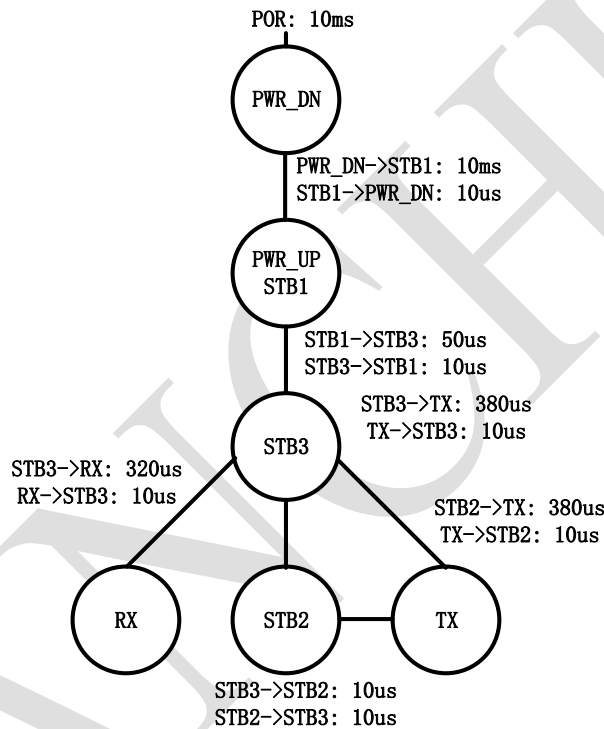 POR: 10ms
PWR_DN
PWR_DN->STB1: 10ms
STB1->PWR_DN: 10us
PWR_UP
STB1
STB1->STB3: 50us
STB3->STB1: 10us
STB3->TX: 380us
TX->STB3: 10us
STB3
STB3->RX: 320us
RX->STB3: 10us
STB2->TX: 380us
TX->STB2: 10us
RX
STB2
TX
STB3->STB2: 10us
STB2->STB3: 10us